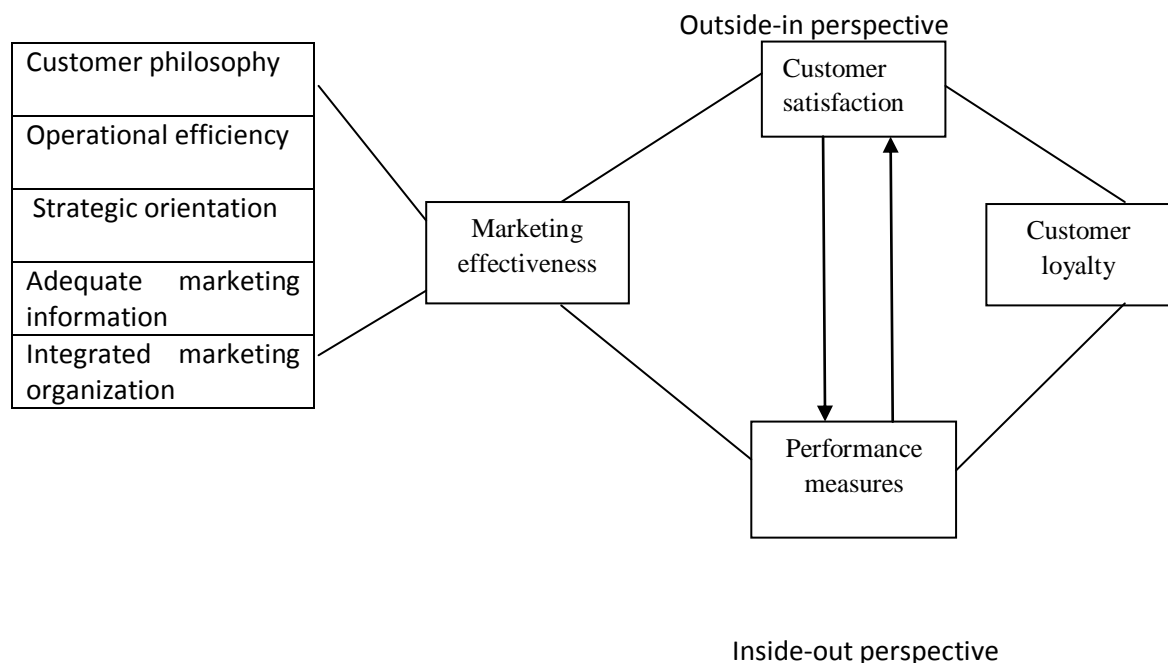 Outside-in perspective
Customer philosophy
Operational efficiency
Strategic orientation
Adequate marketing
information
Integrated marketing
organization
Marketing
effectiveness
Customer
satisfaction
Customer
loyalty
Performance
measures
Inside-out perspective